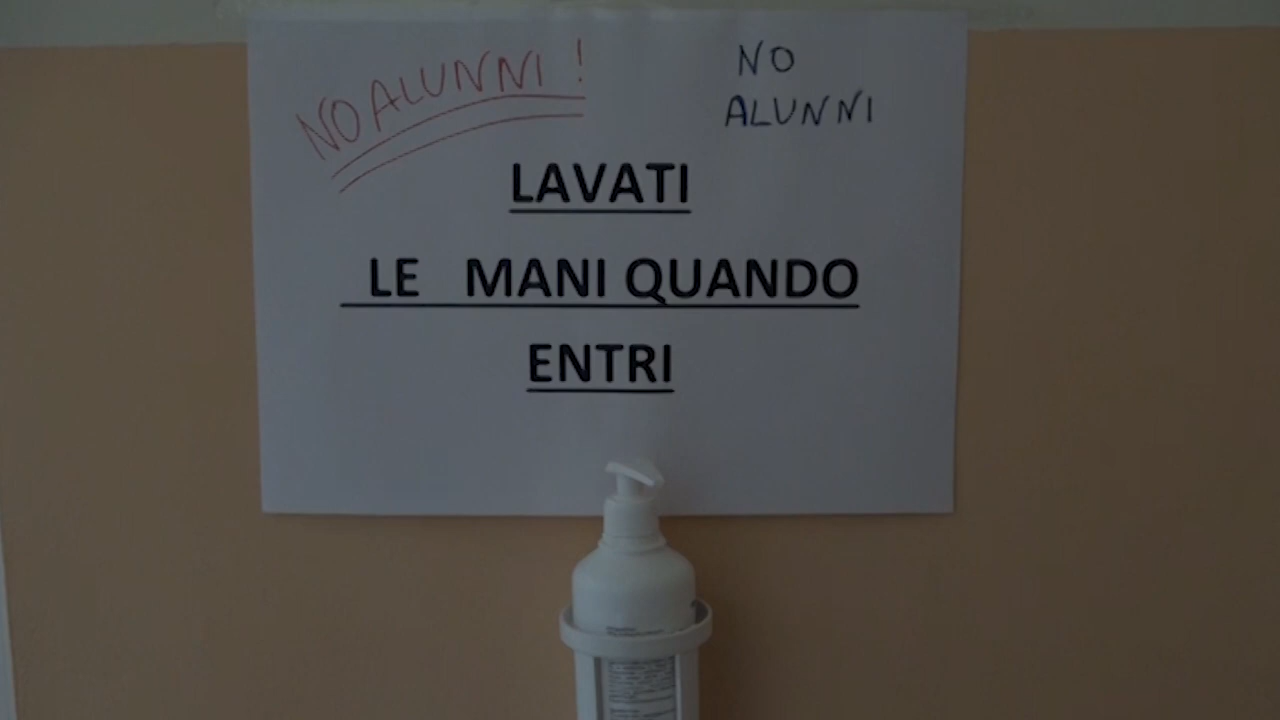 NO ALUNNI !
NO
ALUNNI
LAVATI
LE MANI QUANDO
ENTRI